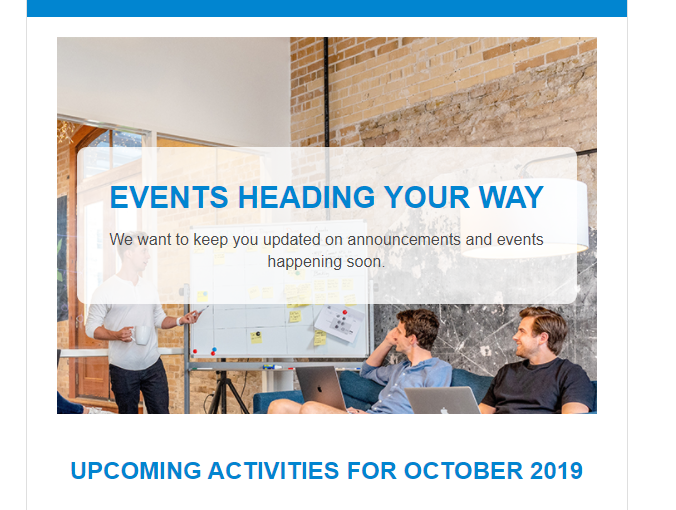 EVENTS HEADING YOUR WAY
We want to keep you updated on announcements and events
happening soon.
UPCOMING ACTIVITIES FOR OCTOBER 2019